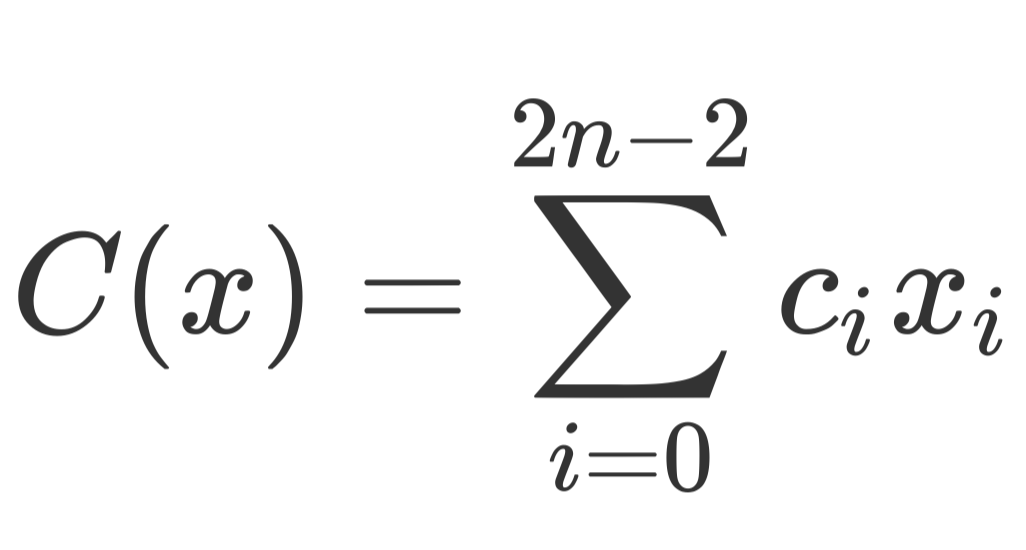 C(x) = \sum_{i=0}^{2n-2} c_i x_i